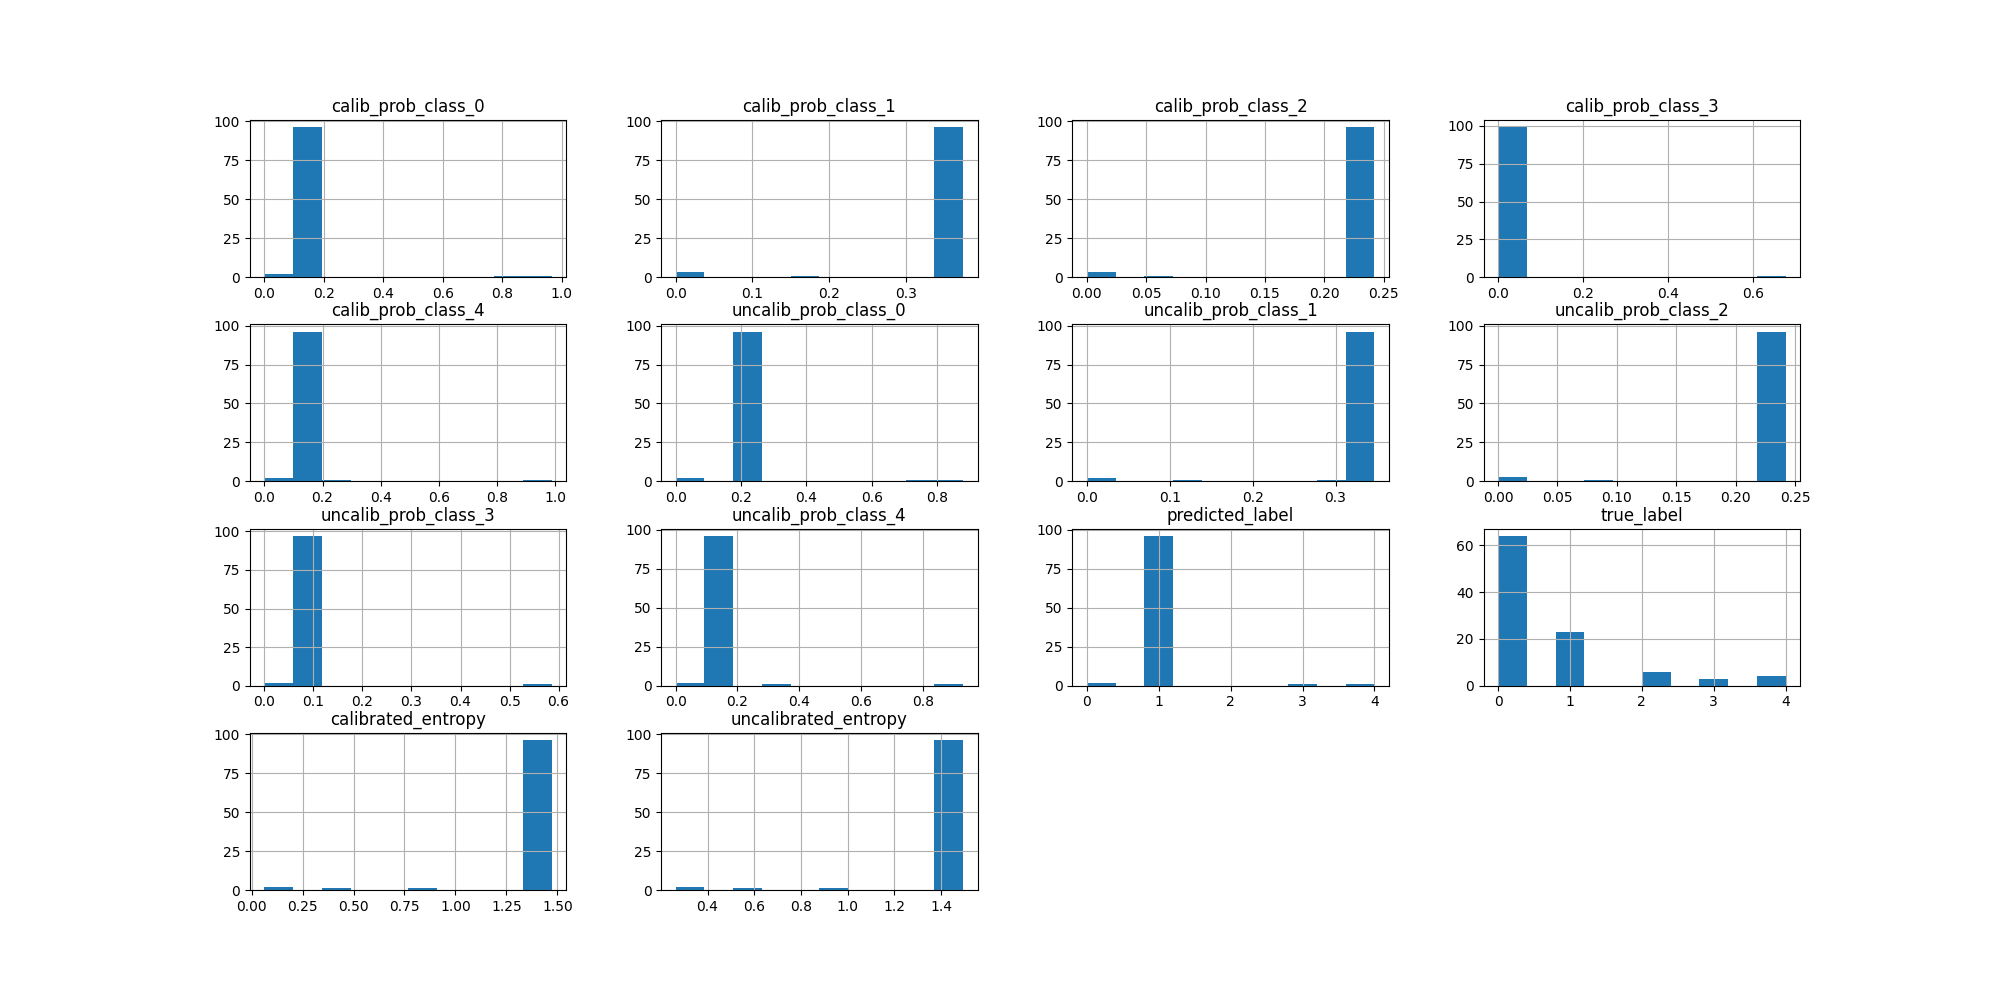 calib_prob_class_0
100
75
50
25
0
0.0 0.2 0.4 0.6 0.8 1.0
calib_prob_class_1
100
75
50
25
0
0.0 0.1 0.2 0.3
calib_prob_class_2
100
75
50
25
0
0.00 0.05 0.10 0.15 0.20 0.25
calib_prob_class_3
100
75
50
25
0
0.0 0.2 0.4 0.6
calib_prob_class_4
100
75
50
25
0
0.0 0.2 0.4 0.6 0.8 1.0
uncalib_prob_class_0
100
75
50
25
0
0.0 0.2 0.4 0.6 0.8
uncalib_prob_class_1
100
75
50
25
0
0.0 0.1 0.2 0.3
uncalib_prob_class_2
100
75
50
25
0
0.00 0.05 0.10 0.15 0.20 0.25
uncalib_prob_class_3
100
75
50
25
0
0.0 0.1 0.2 0.3 0.4 0.5 0.6
uncalib_prob_class_4
100
75
50
25
0
0.0 0.2 0.4 0.6 0.8
predicted_label
100
75
50
25
0
0 1 2 3 4
true_label
60
40
20
0
0 1 2 3 4
calibrated_entropy
100
75
50
25
0
0.00 0.25 0.50 0.75 1.00 1.25 1.50
uncalibrated_entropy
100
75
50
25
0
0.4 0.6 0.8 1.0 1.2 1.4